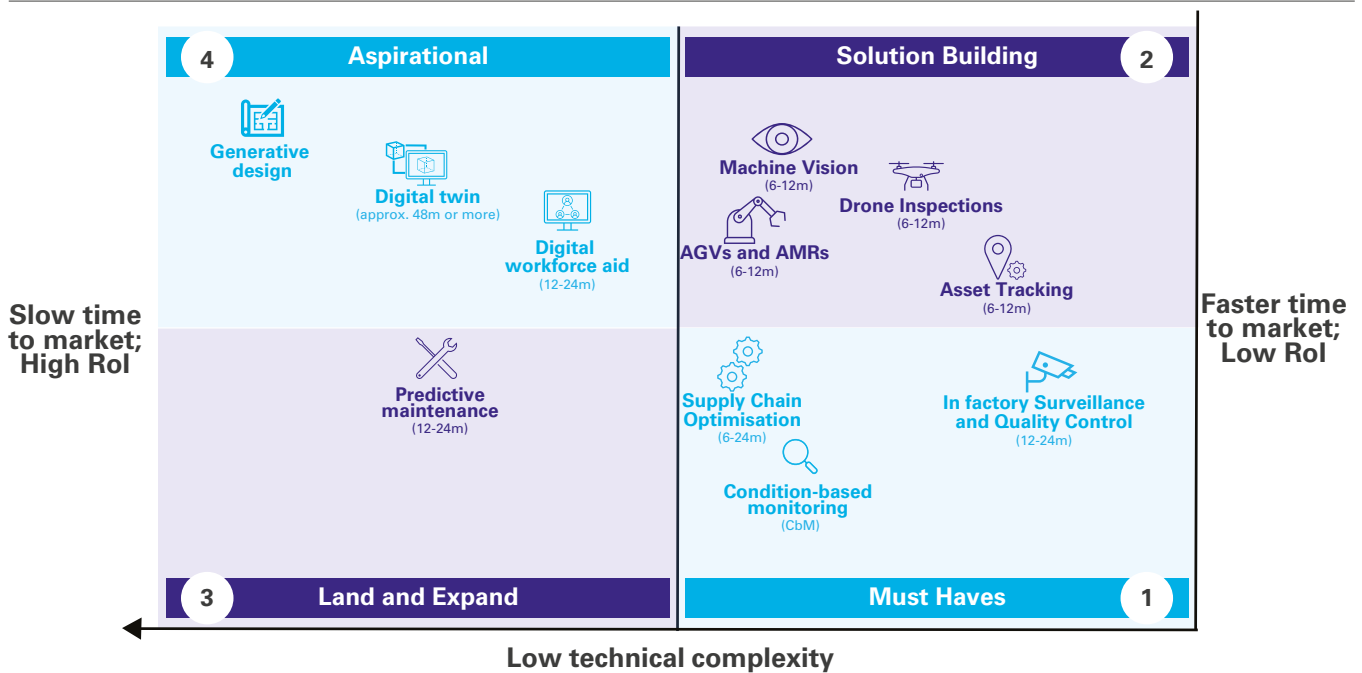 4
Aspirational
Solution Building
2
Generative
design
Digital twin
(approx. 48m or more)
Digital
workforce aid
(12-24m)
Machine Vision
(6-12m)
Drone Inspections
(6-12m)
AGVs and AMRs
(6-12m)
Asset Tracking
(6-12m)
Slow time
to market;
High RoI
Faster time
to market;
Low RoI
Predictive
maintenance
(12-24m)
Supply Chain
Optimisation
(6-24m)
In factory Surveillance
and Quality Control
(12-24m)
Condition-based
monitoring
(CbM)
3
Land and Expand
Must Haves
1
Low technical complexity